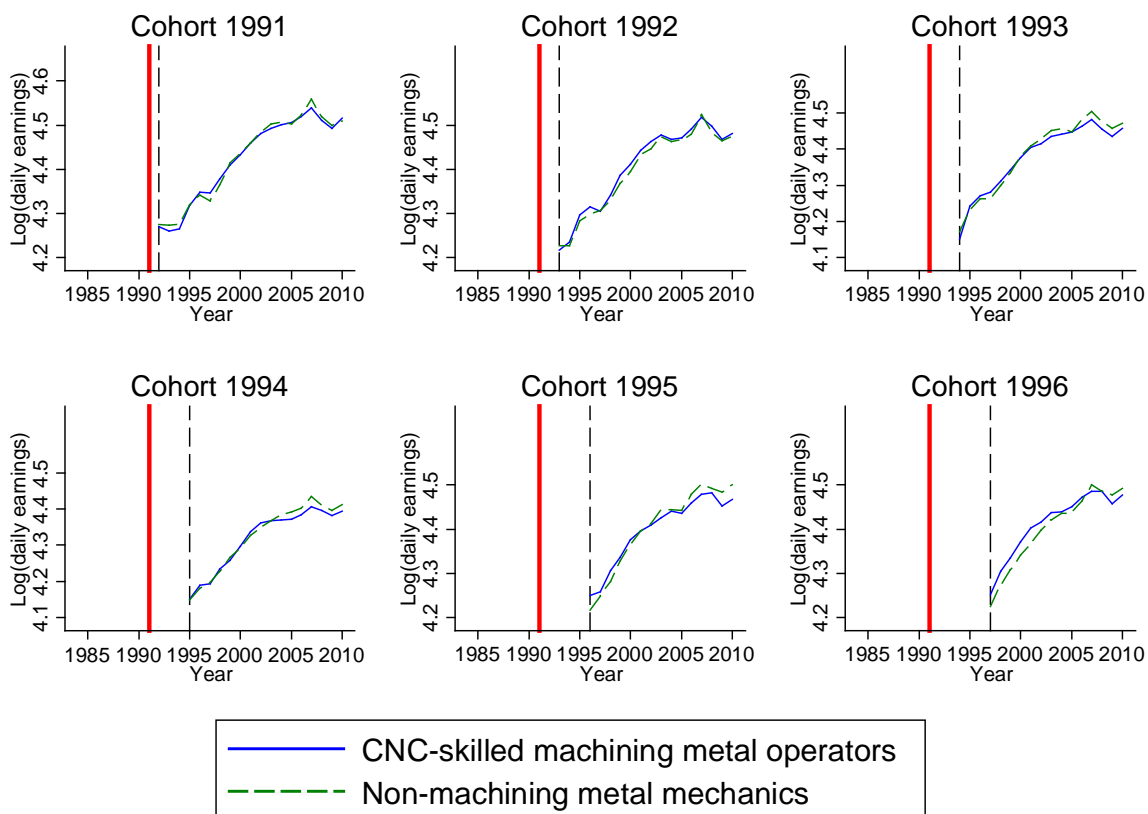 Cohort 1991
Log(daily earnings)
4.2 4.3 4.4 4.5 4.6
1985 1990 1995 2000 2005 2010
Year
Cohort 1992
Log(daily earnings)
4.2 4.3 4.4 4.5
1985 1990 1995 2000 2005 2010
Year
Cohort 1993
Log(daily earnings)
4.1 4.2 4.3 4.4 4.5
1985 1990 1995 2000 2005 2010
Year
Cohort 1994
Log(daily earnings)
4.1 4.2 4.3 4.4 4.5
1985 1990 1995 2000 2005 2010
Year
Cohort 1995
Log(daily earnings)
4.2 4.3 4.4 4.5
1985 1990 1995 2000 2005 2010
Year
Cohort 1996
Log(daily earnings)
4.2 4.3 4.4 4.5
1985 1990 1995 2000 2005 2010
Year
CNC-skilled machining metal operators
Non-machining metal mechanics